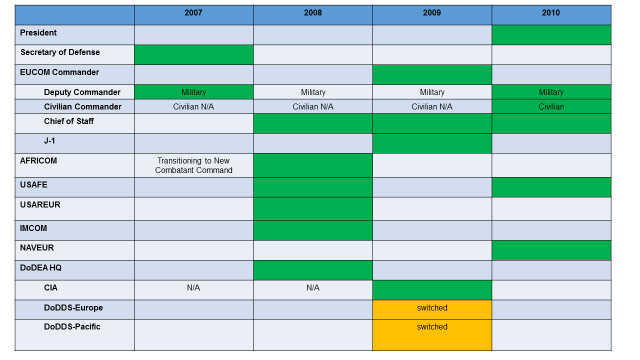 2007 2008 2009 2010
President
Secretary of Defense
EUCOM Commander
Deputy Commander Military Military Military Military
Civilian Commander Civilian N/A Civilian N/A Civilian N/A Civilian
Chief of Staff
J-1
AFRICOM Transitioning to New
Combatant Command
USAFE
USAREUR
IMCOM
NAVEUR
DoDEA HQ
CIA N/A N/A
DoDDS-Europe switched
DoDDS-Pacific switched